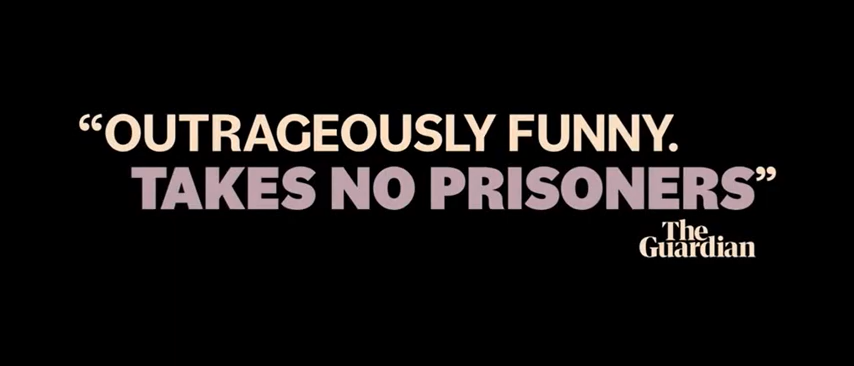 “OUTRAGEOUSLY FUNNY.
TAKES NO PRISONERS”
The
Guardian